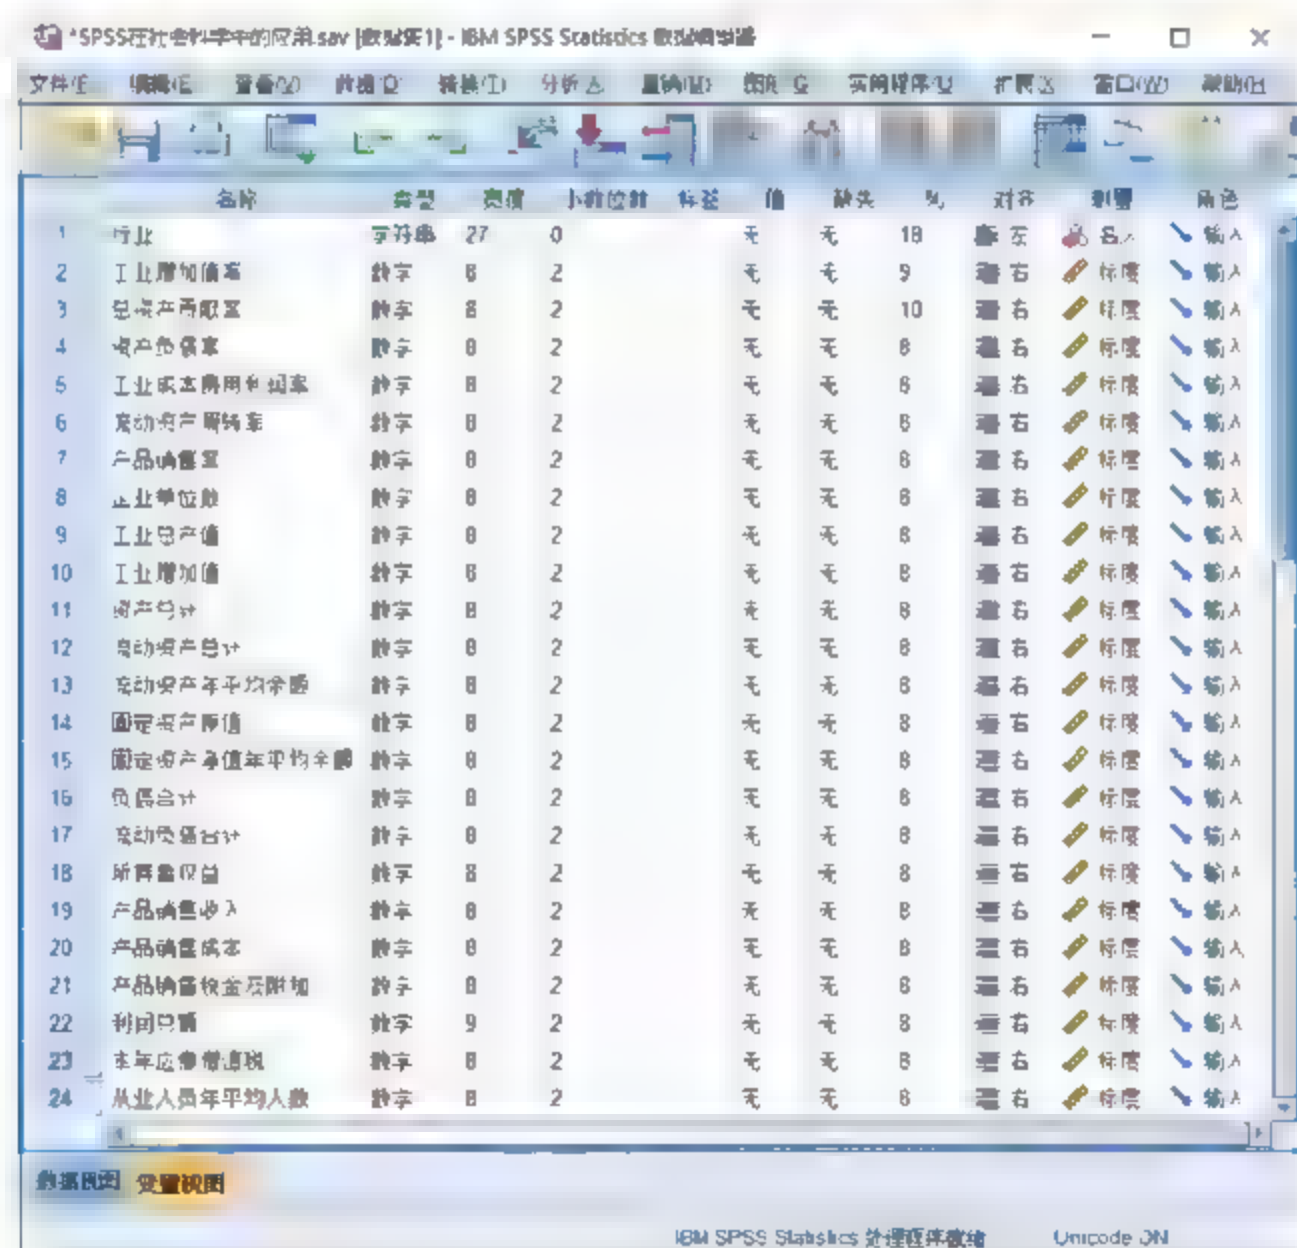 *SPSS在社会科学中的应用.sav [数据集1] - IBM SPSS Statistics 数据编辑器
文件(F 编辑(E 查看(V) 数据(D 转换(T) 分析(A 直销(M) 图形(G 实用程序(U 扩展(X 窗口(W) 帮助(H
名称 类型 宽度 小数位数 标签 值 缺失 列 对齐 测量 角色
1 行业 字符串 27 0 无 无 18 左 名义 输入
2 工业增加值率 数字 8 2 无 无 9 右 标度 输入
3 总资产贡献率 数字 8 2 无 无 10 右 标度 输入
4 资产负债率 数字 8 2 无 无 8 右 标度 输入
5 工业成本费用利润率 数字 8 2 无 无 8 右 标度 输入
6 流动资产周转率 数字 8 2 无 无 8 右 标度 输入
7 产品销售率 数字 8 2 无 无 8 右 标度 输入
8 企业单位数 数字 8 2 无 无 8 右 标度 输入
9 工业总产值 数字 8 2 无 无 8 右 标度 输入
10 工业增加值 数字 8 2 无 无 8 右 标度 输入
11 资产总计 数字 8 2 无 无 8 右 标度 输入
12 流动资产总计 数字 8 2 无 无 8 右 标度 输入
13 流动资产年平均余额 数字 8 2 无 无 8 右 标度 输入
14 固定资产原值 数字 8 2 无 无 8 右 标度 输入
15 固定资产净值年平均余额 数字 8 2 无 无 8 右 标度 输入
16 负债合计 数字 8 2 无 无 8 右 标度 输入
17 流动负债合计 数字 8 2 无 无 8 右 标度 输入
18 所有者权益 数字 8 2 无 无 8 右 标度 输入
19 产品销售收入 数字 8 2 无 无 8 右 标度 输入
20 产品销售成本 数字 8 2 无 无 8 右 标度 输入
21 产品销售税金及附加 数字 8 2 无 无 8 右 标度 输入
22 利润总额 数字 9 2 无 无 8 右 标度 输入
23 本年应缴增值税 数字 8 2 无 无 8 右 标度 输入
24 从业人员年平均人数 数字 8 2 无 无 8 右 标度 输入
数据视图 变量视图
IBM SPSS Statistics 处理程序就绪 Unicode:ON